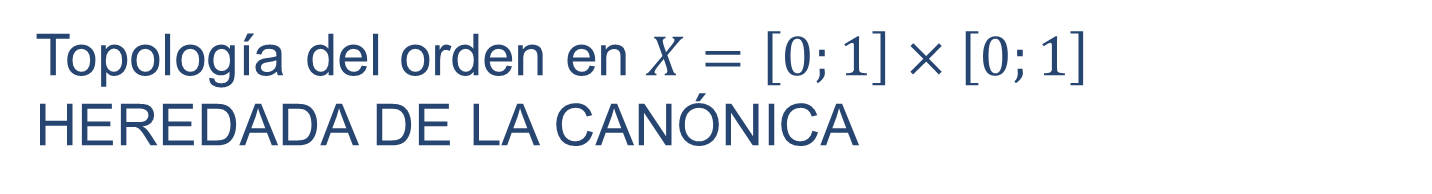 Topología del orden en X = [0; 1] × [0; 1]
HEREDADA DE LA CANÓNICA